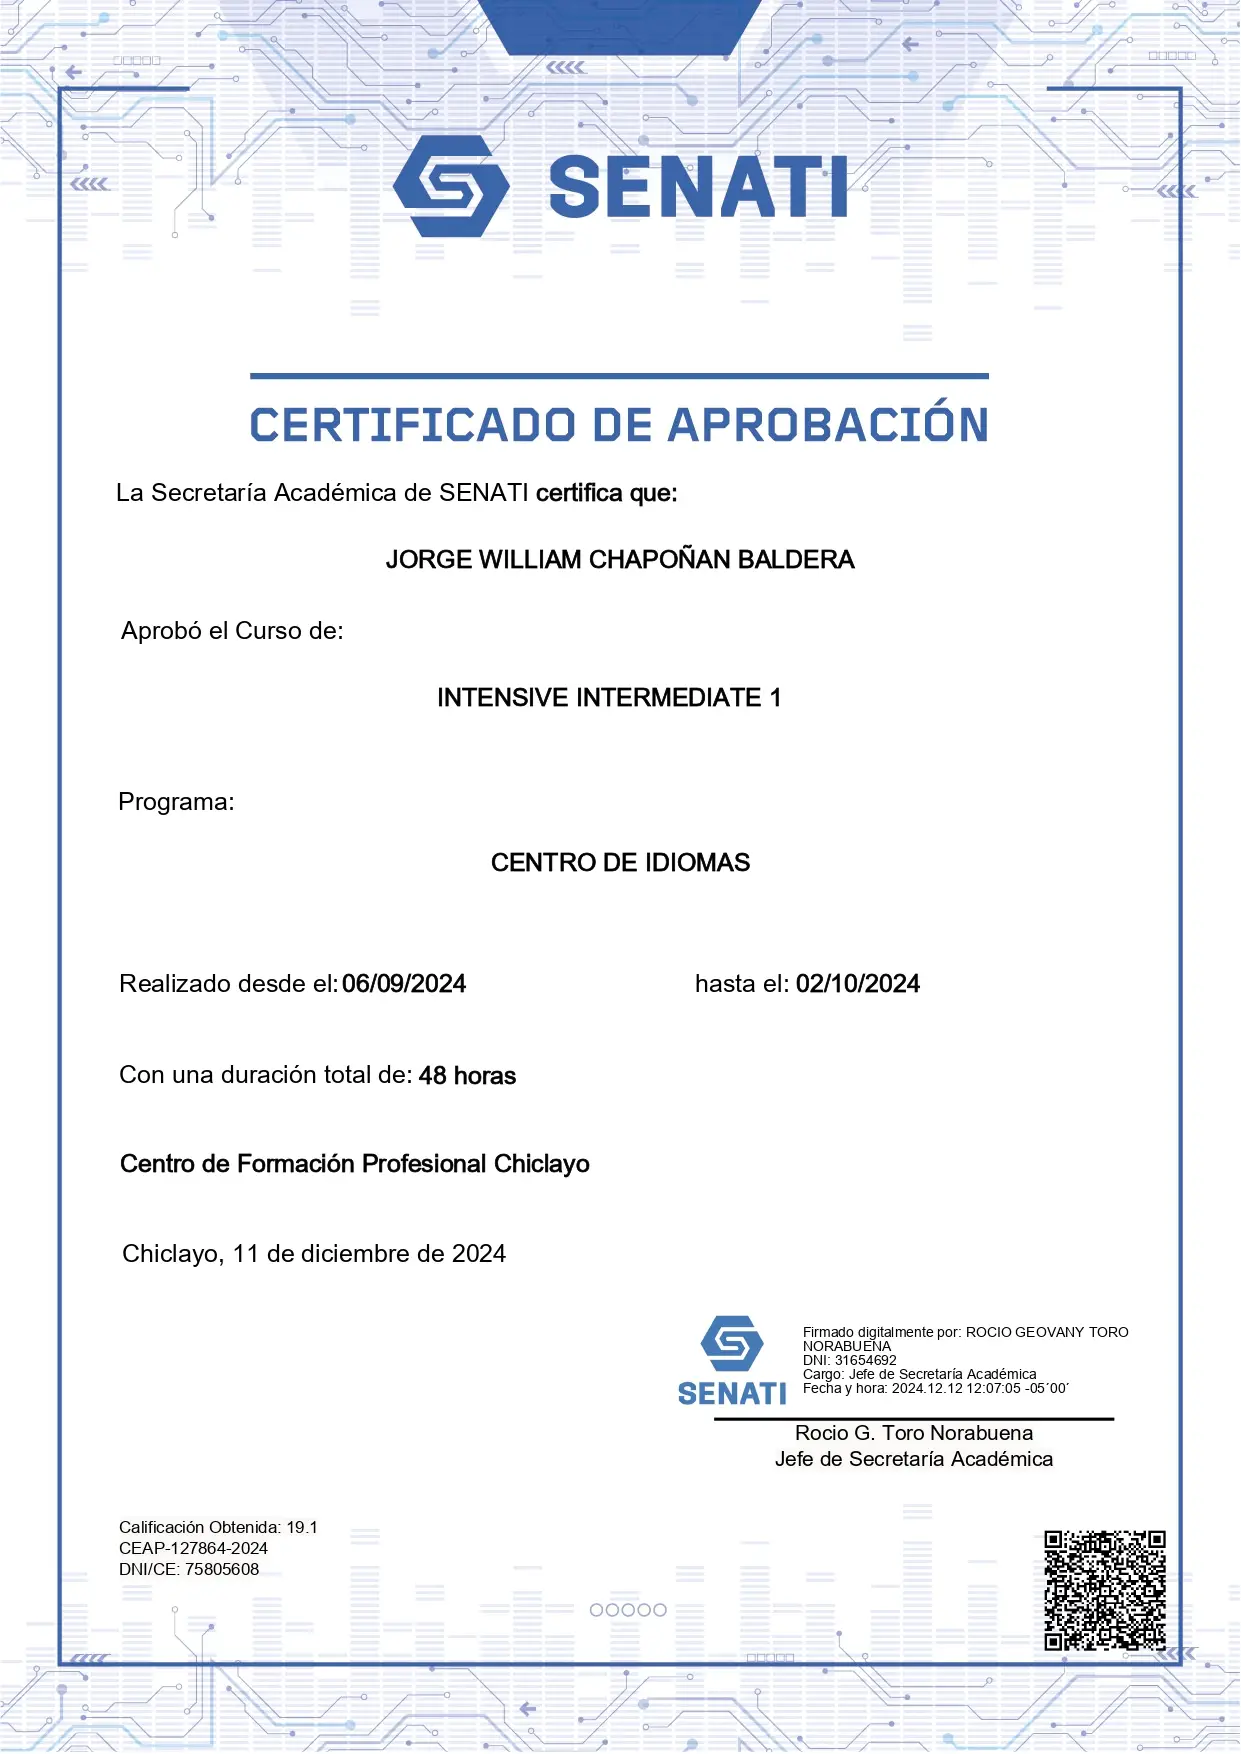 SENATI
CERTIFICADO DE APROBACIÓN
La Secretaría Académica de SENATI certifica que:
JORGE WILLIAM CHAPOÑAN BALDERA
Aprobó el Curso de:
INTENSIVE INTERMEDIATE 1
Programa:
CENTRO DE IDIOMAS
Realizado desde el: 06/09/2024 hasta el: 02/10/2024
Con una duración total de: 48 horas
Centro de Formación Profesional Chiclayo
Chiclayo, 11 de diciembre de 2024
SENATI
Firmado digitalmente por: ROCIO GEOVANY TORO
NORABUENA
DNI: 31654692
Cargo: Jefe de Secretaría Académica
Fecha y hora: 2024.12.12 12:07:05 -05´00´
Rocio G. Toro Norabuena
Jefe de Secretaría Académica
Calificación Obtenida: 19.1
CEAP-127864-2024
DNI/CE: 75805608